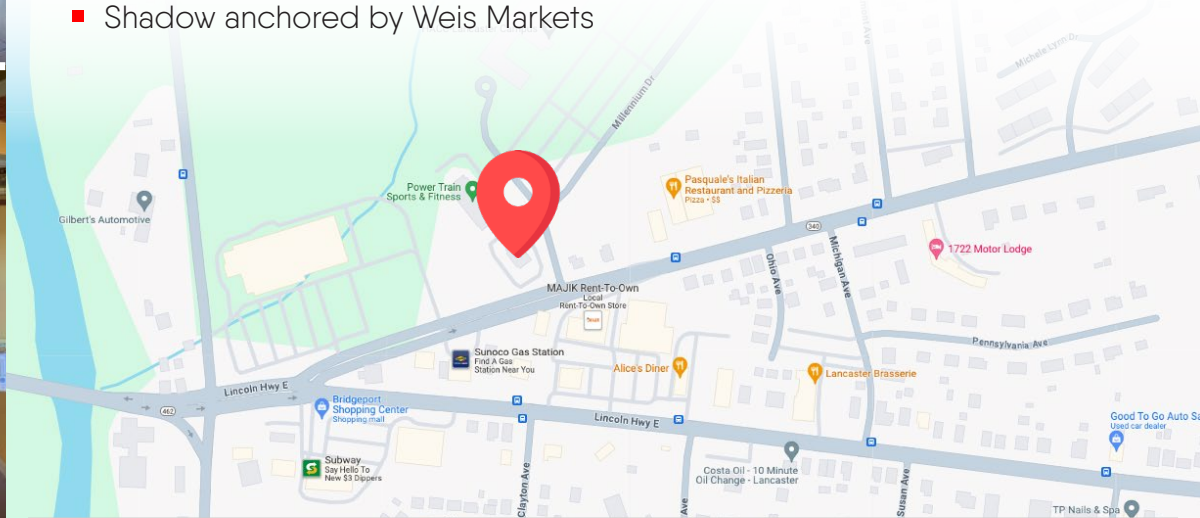 Shadow anchored by Weis Markets
Michele Lynn Dr
Millennium Dr
Power Train
Sports & Fitness
Pasquale's Italian
Restaurant and Pizzeria
Pizza • $$
Gilbert's Automotive
340
1722 Motor Lodge
Ohio Ave
Michigan Ave
MAJIK Rent-To-Own
Local
Rent-To-Own Store
Pennsylvania Ave
Sunoco Gas Station
Find A Gas
Station Near You
Alice's Diner
Lancaster Brasserie
Lincoln Hwy E
462
Bridgeport
Shopping Center
Shopping mall
Lincoln Hwy E
Good To Go Auto Sa
Used car dealer
Subway
Say Hello To
New $3 Dippers
Costa Oil - 10 Minute
Oil Change - Lancaster
Clayton Ave
Ave
Susan Ave
TP Nails & Spa